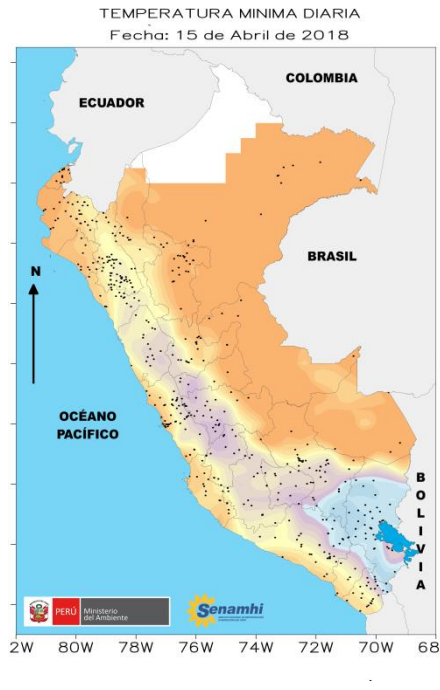 TEMPERATURA MINIMA DIARIA
Fecha: 15 de Abril de 2018
COLOMBIA
ECUADOR
BRASIL
N
OCÉANO
PACÍFICO
BOLIVIA
PERÚ
Ministerio
del Ambiente
Senamhi
2W 80W 78W 76W 74W 72W 70W 68